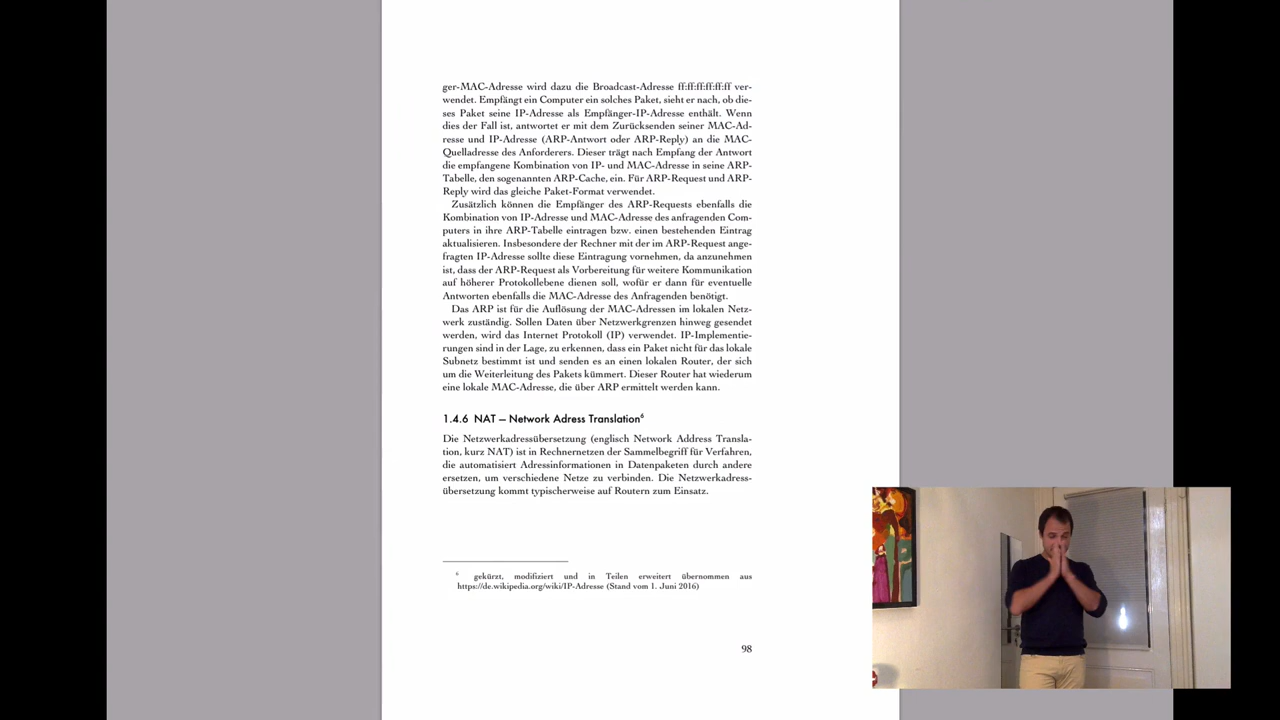 ger-MAC-Adresse wird dazu die Broadcast-Adresse ff:ff:ff:ff:ff:ff ver-
wendet. Empfängt ein Computer ein solches Paket, sieht er nach, ob die-
ses Paket seine IP-Adresse als Empfänger-IP-Adresse enthält. Wenn
dies der Fall ist, antwortet er mit dem Zurücksenden seiner MAC-Ad-
resse und IP-Adresse (ARP-Antwort oder ARP-Reply) an die MAC-
Quelladresse des Anforderers. Dieser trägt nach Empfang der Antwort
die empfangene Kombination von IP- und MAC-Adresse in seine ARP-
Tabelle, den sogenannten ARP-Cache, ein. Für ARP-Request und ARP-
Reply wird das gleiche Paket-Format verwendet.
Zusätzlich können die Empfänger des ARP-Requests ebenfalls die
Kombination von IP-Adresse und MAC-Adresse des anfragenden Com-
puters in ihre ARP-Tabelle eintragen bzw. einen bestehenden Eintrag
aktualisieren. Insbesondere der Rechner mit der im ARP-Request ange-
fragten IP-Adresse sollte diese Eintragung vornehmen, da anzunehmen
ist, dass der ARP-Request als Vorbereitung für weitere Kommunikation
auf höherer Protokollebene dienen soll, wofür er dann für eventuelle
Antworten ebenfalls die MAC-Adresse des Anfragenden benötigt.
Das ARP ist für die Auflösung der MAC-Adressen im lokalen Netz-
werk zuständig. Sollen Daten über Netzwerkgrenzen hinweg gesendet
werden, wird das Internet Protokoll (IP) verwendet. IP-Implementie-
rungen sind in der Lage, zu erkennen, dass ein Paket nicht für das lokale
Subnetz bestimmt ist und senden es an einen lokalen Router, der sich
um die Weiterleitung des Pakets kümmert. Dieser Router hat wiederum
eine lokale MAC-Adresse, die über ARP ermittelt werden kann.
1.4.6 NAT – Network Adress Translation⁶
Die Netzwerkadressübersetzung (englisch Network Address Transla-
tion, kurz NAT) ist in Rechnernetzen der Sammelbegriff für Verfahren,
die automatisiert Adressinformationen in Datenpaketen durch andere
ersetzen, um verschiedene Netze zu verbinden. Die Netzwerkadress-
übersetzung kommt typischerweise auf Routern zum Einsatz.
⁶ gekürzt, modifiziert und in Teilen erweitert übernommen aus
https://de.wikipedia.org/wiki/IP-Adresse (Stand vom 1. Juni 2016)
98